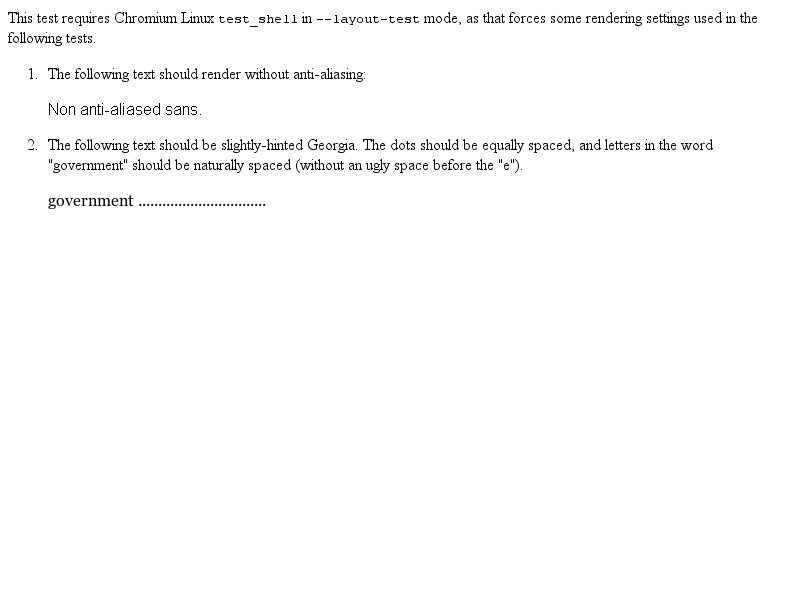 This test requires Chromium Linux test_shell in --layout-test mode, as that forces some rendering settings used in the
following tests.
1. The following text should render without anti-aliasing:
Non anti-aliased sans.
2. The following text should be slightly-hinted Georgia. The dots should be equally spaced, and letters in the word
"government" should be naturally spaced (without an ugly space before the "e").
government ................................